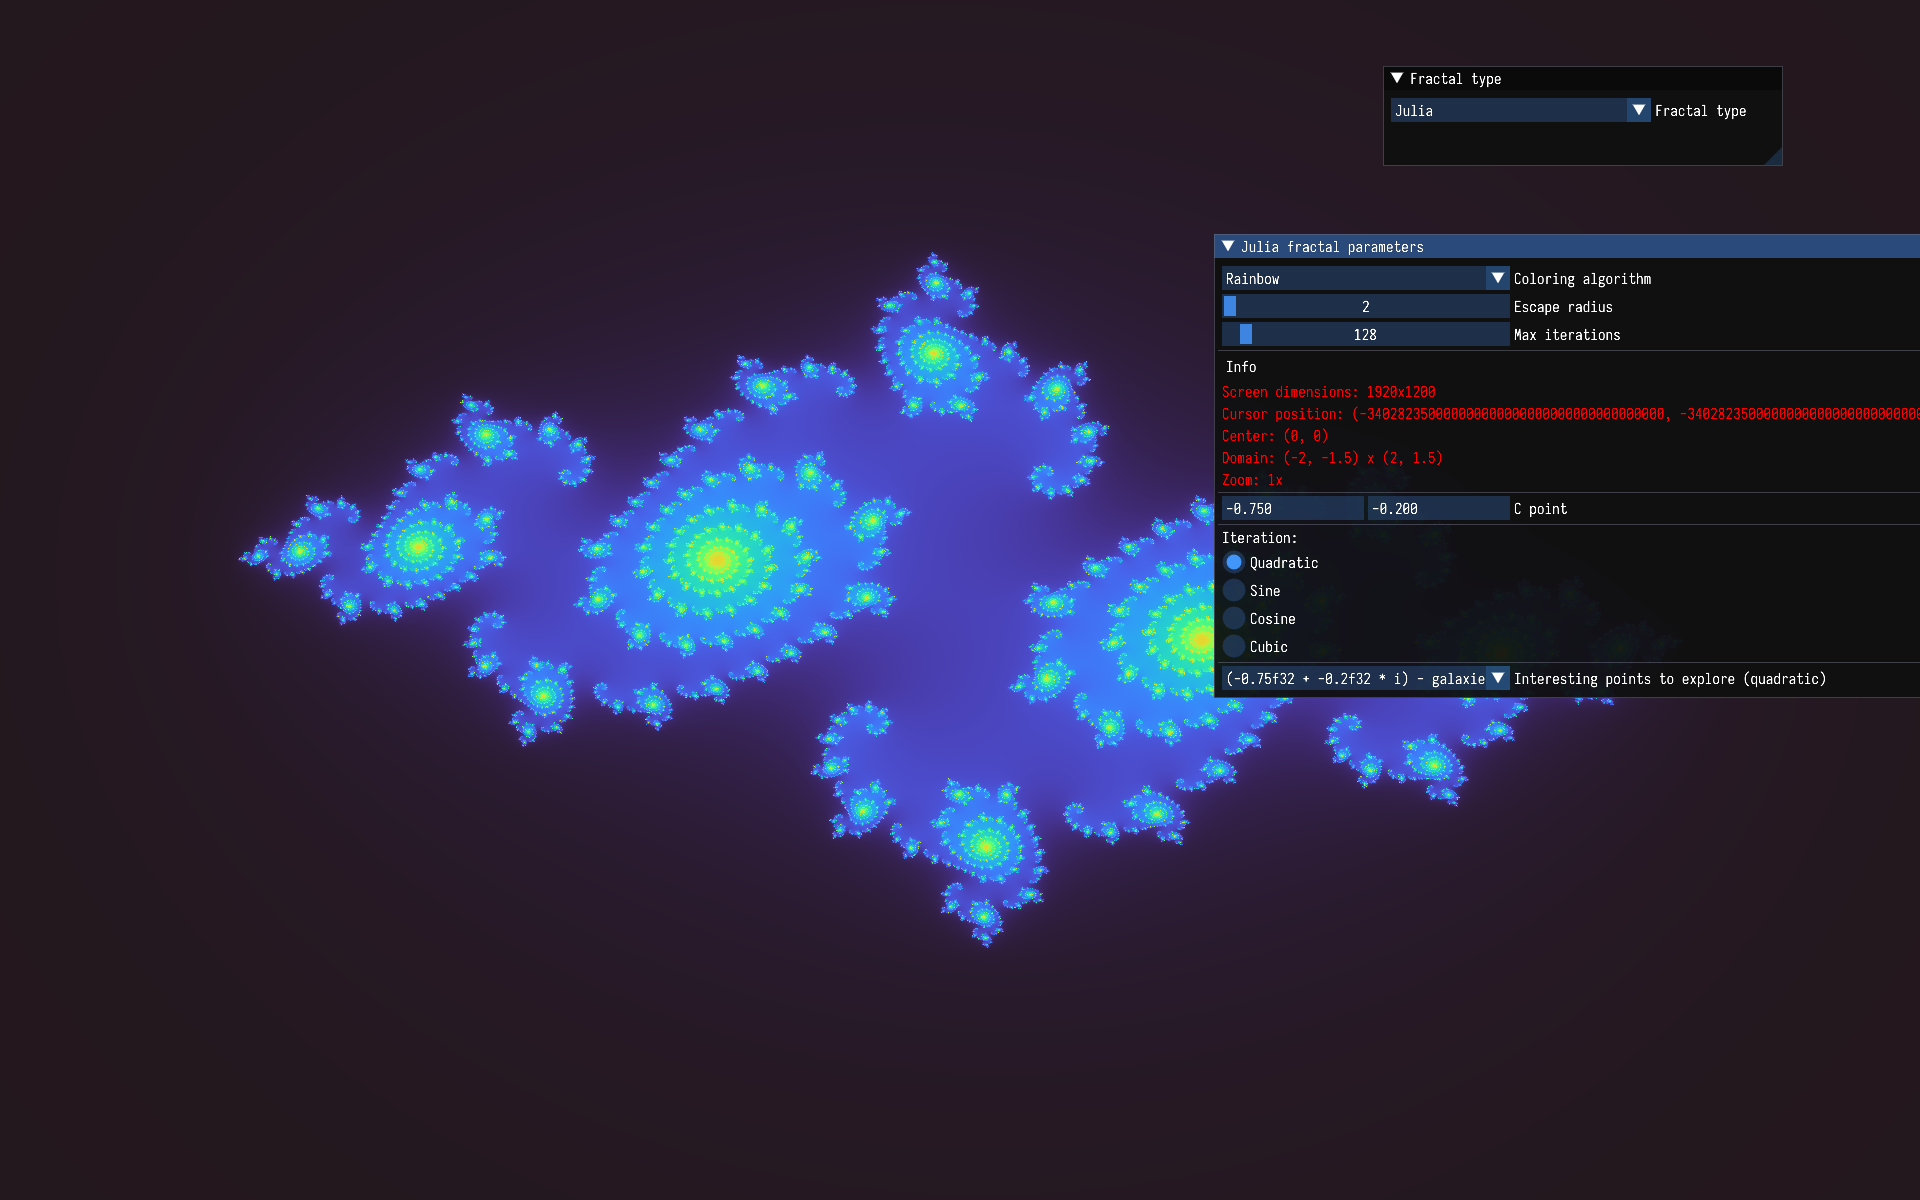 Fractal type
Julia Fractal type
Julia fractal parameters
Rainbow Coloring algorithm
2 Escape radius
128 Max iterations
Info
Screen dimensions: 1920x1200
Cursor position: (-340282350000000000000000000000000000000, -3402823500000000000000000000000
Center: (0, 0)
Domain: (-2, -1.5) x (2, 1.5)
Zoom: 1x
-0.750 -0.200 C point
Iteration:
Quadratic
Sine
Cosine
Cubic
(-0.75f32 + -0.2f32 * i) - galaxie Interesting points to explore (quadratic)